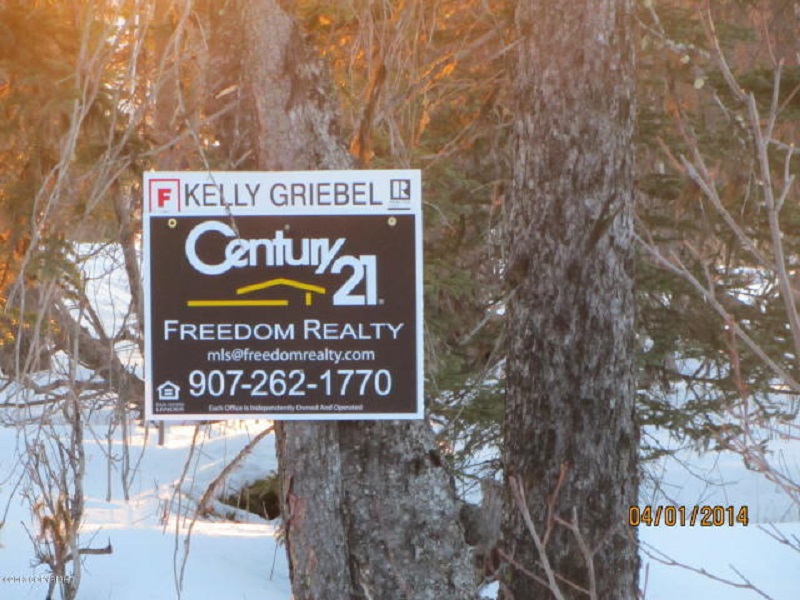 F KELLY GRIEBEL R
Century 21
FREEDOM REALTY
mls@freedomrealty.com
907-262-1770
Each Office is Independently Owned And Operated
04/01/2014